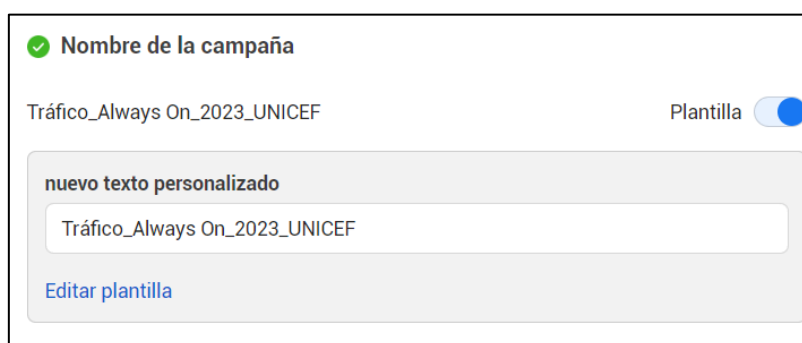 Nombre de la campaña
Tráfico_Always On_2023_UNICEF Plantilla
nuevo texto personalizado
Tráfico_Always On_2023_UNICEF
Editar plantilla